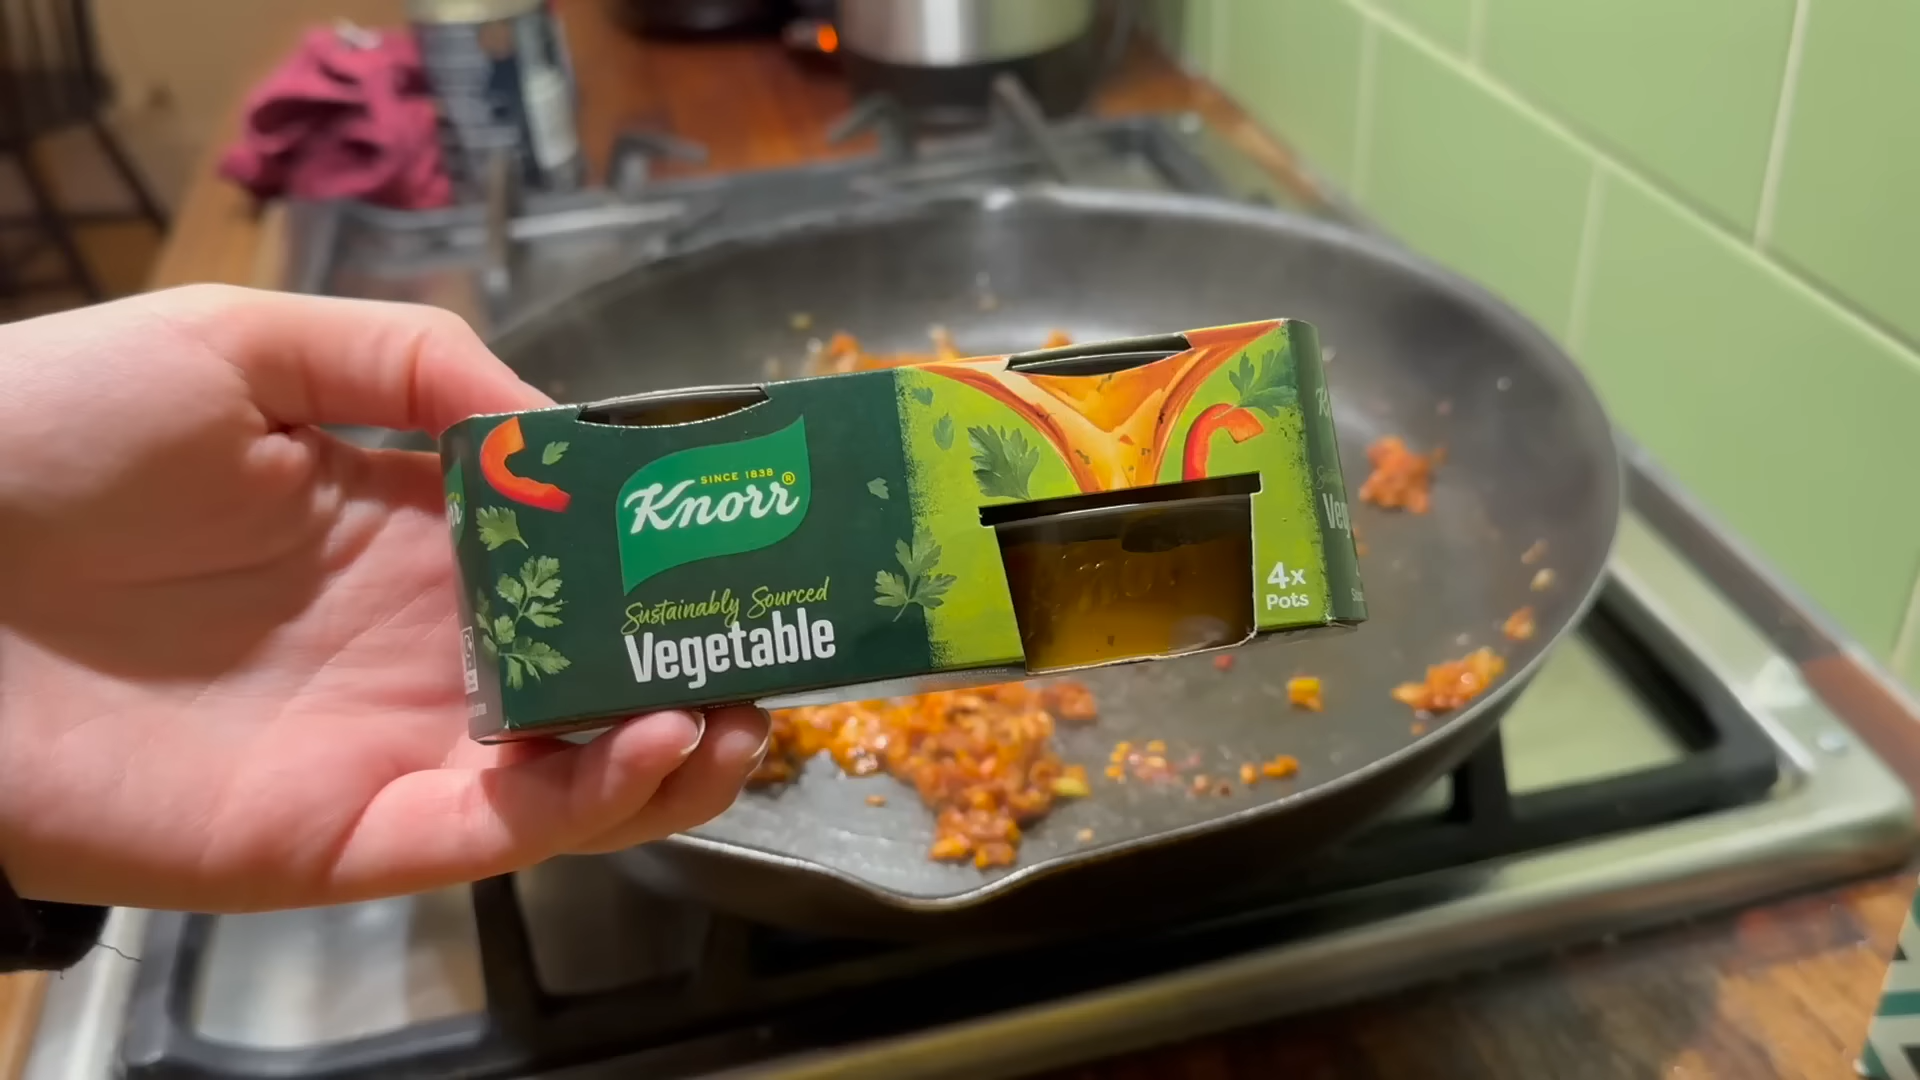 SINCE 1838
Knorr®
Sustainably Sourced
Vegetable
4x
Pots